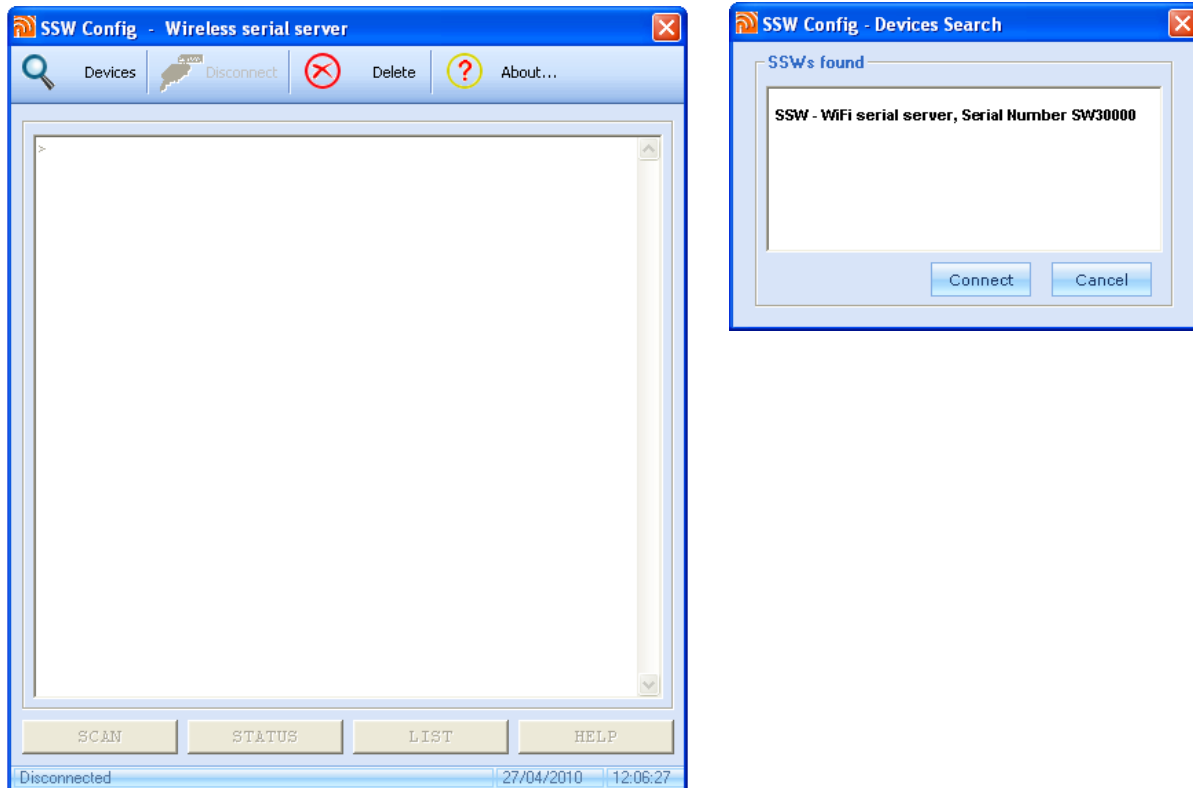 SSW Config - Wireless serial server
Devices Disconnect Delete About...
>
SCAN STATUS LIST HELP
Disconnected 27/04/2010 12:06:27
SSW Config - Devices Search
SSWs found
SSW - WiFi serial server, Serial Number SW30000
Connect Cancel